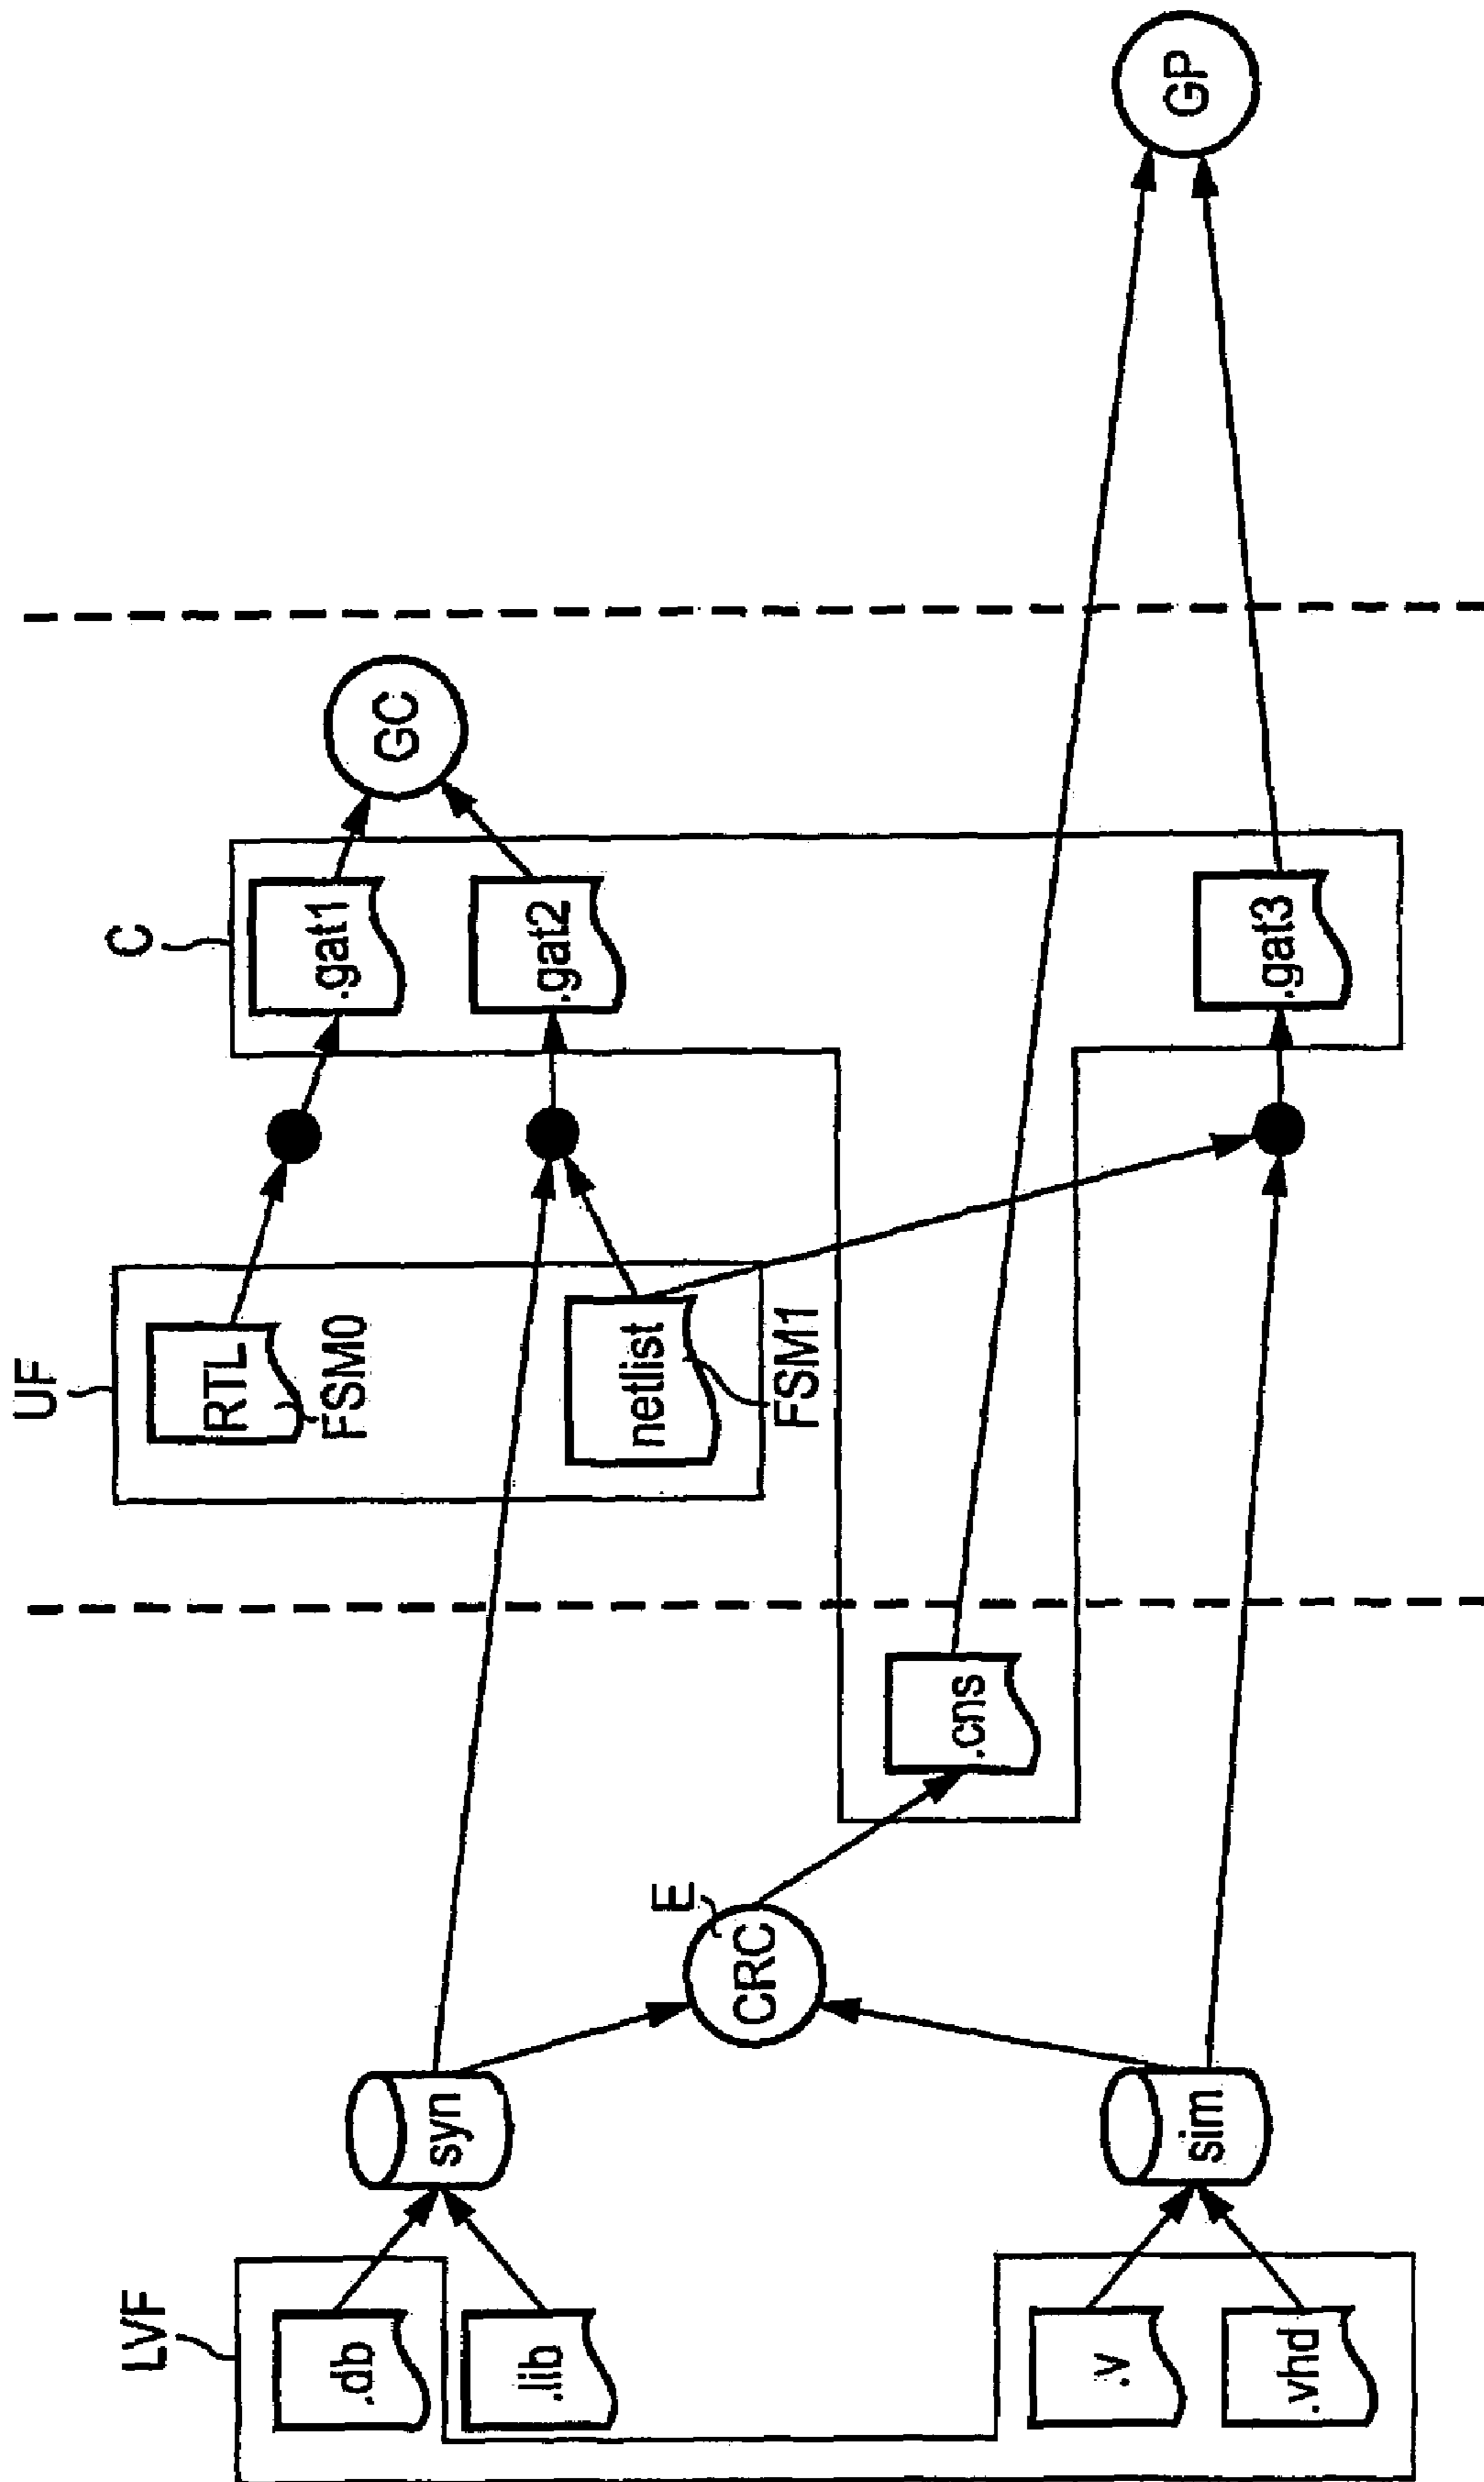 LVF
.db
.lib
.v
.vhd
syn
sim
CRC
E
.cns
UF
RTL
FSM0
netlist
FSM1
C
.gat1
.gat2
.gat3
GC
GP